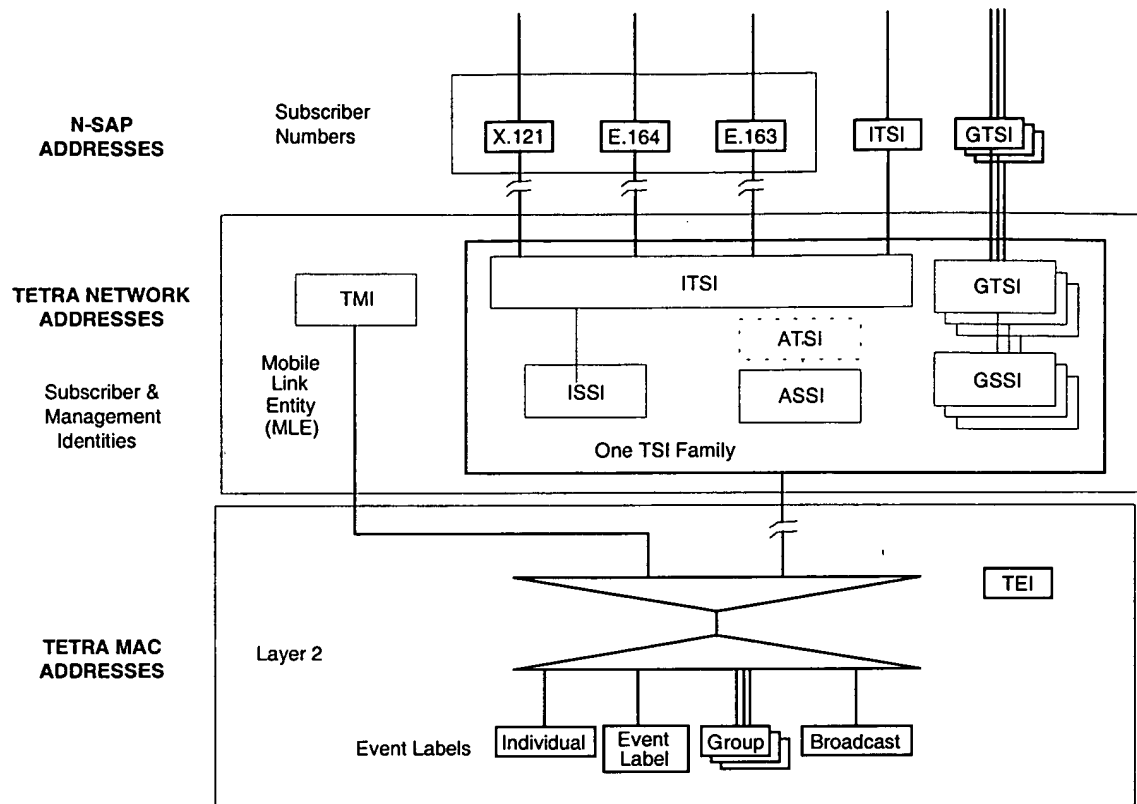 N-SAP
ADDRESSES
Subscriber
Numbers
X.121
E.164
E.163
ITSI
GTSI
TETRA NETWORK
ADDRESSES
Subscriber &
Management
Identities
TMI
Mobile
Link
Entity
(MLE)
ITSI
GTSI
ATSI
ISSI
ASSI
GSSI
One TSI Family
TETRA MAC
ADDRESSES
Layer 2
TEI
Event Labels
Individual
Event
Label
Group
Broadcast